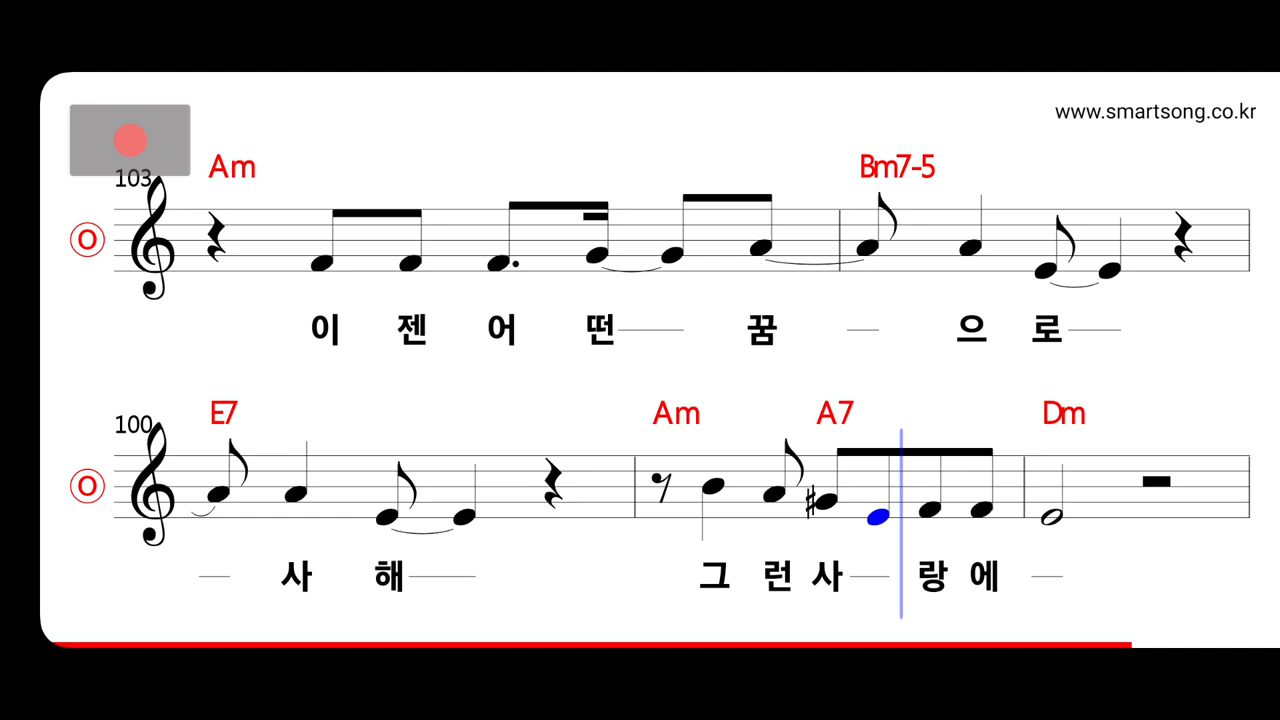 www.smartsong.co.kr
103
Am Bm7-5
O
이 젠 어 떤 꿈 으 로
100
E7 Am A7 Dm
O
사 해 그 런 사 랑 에